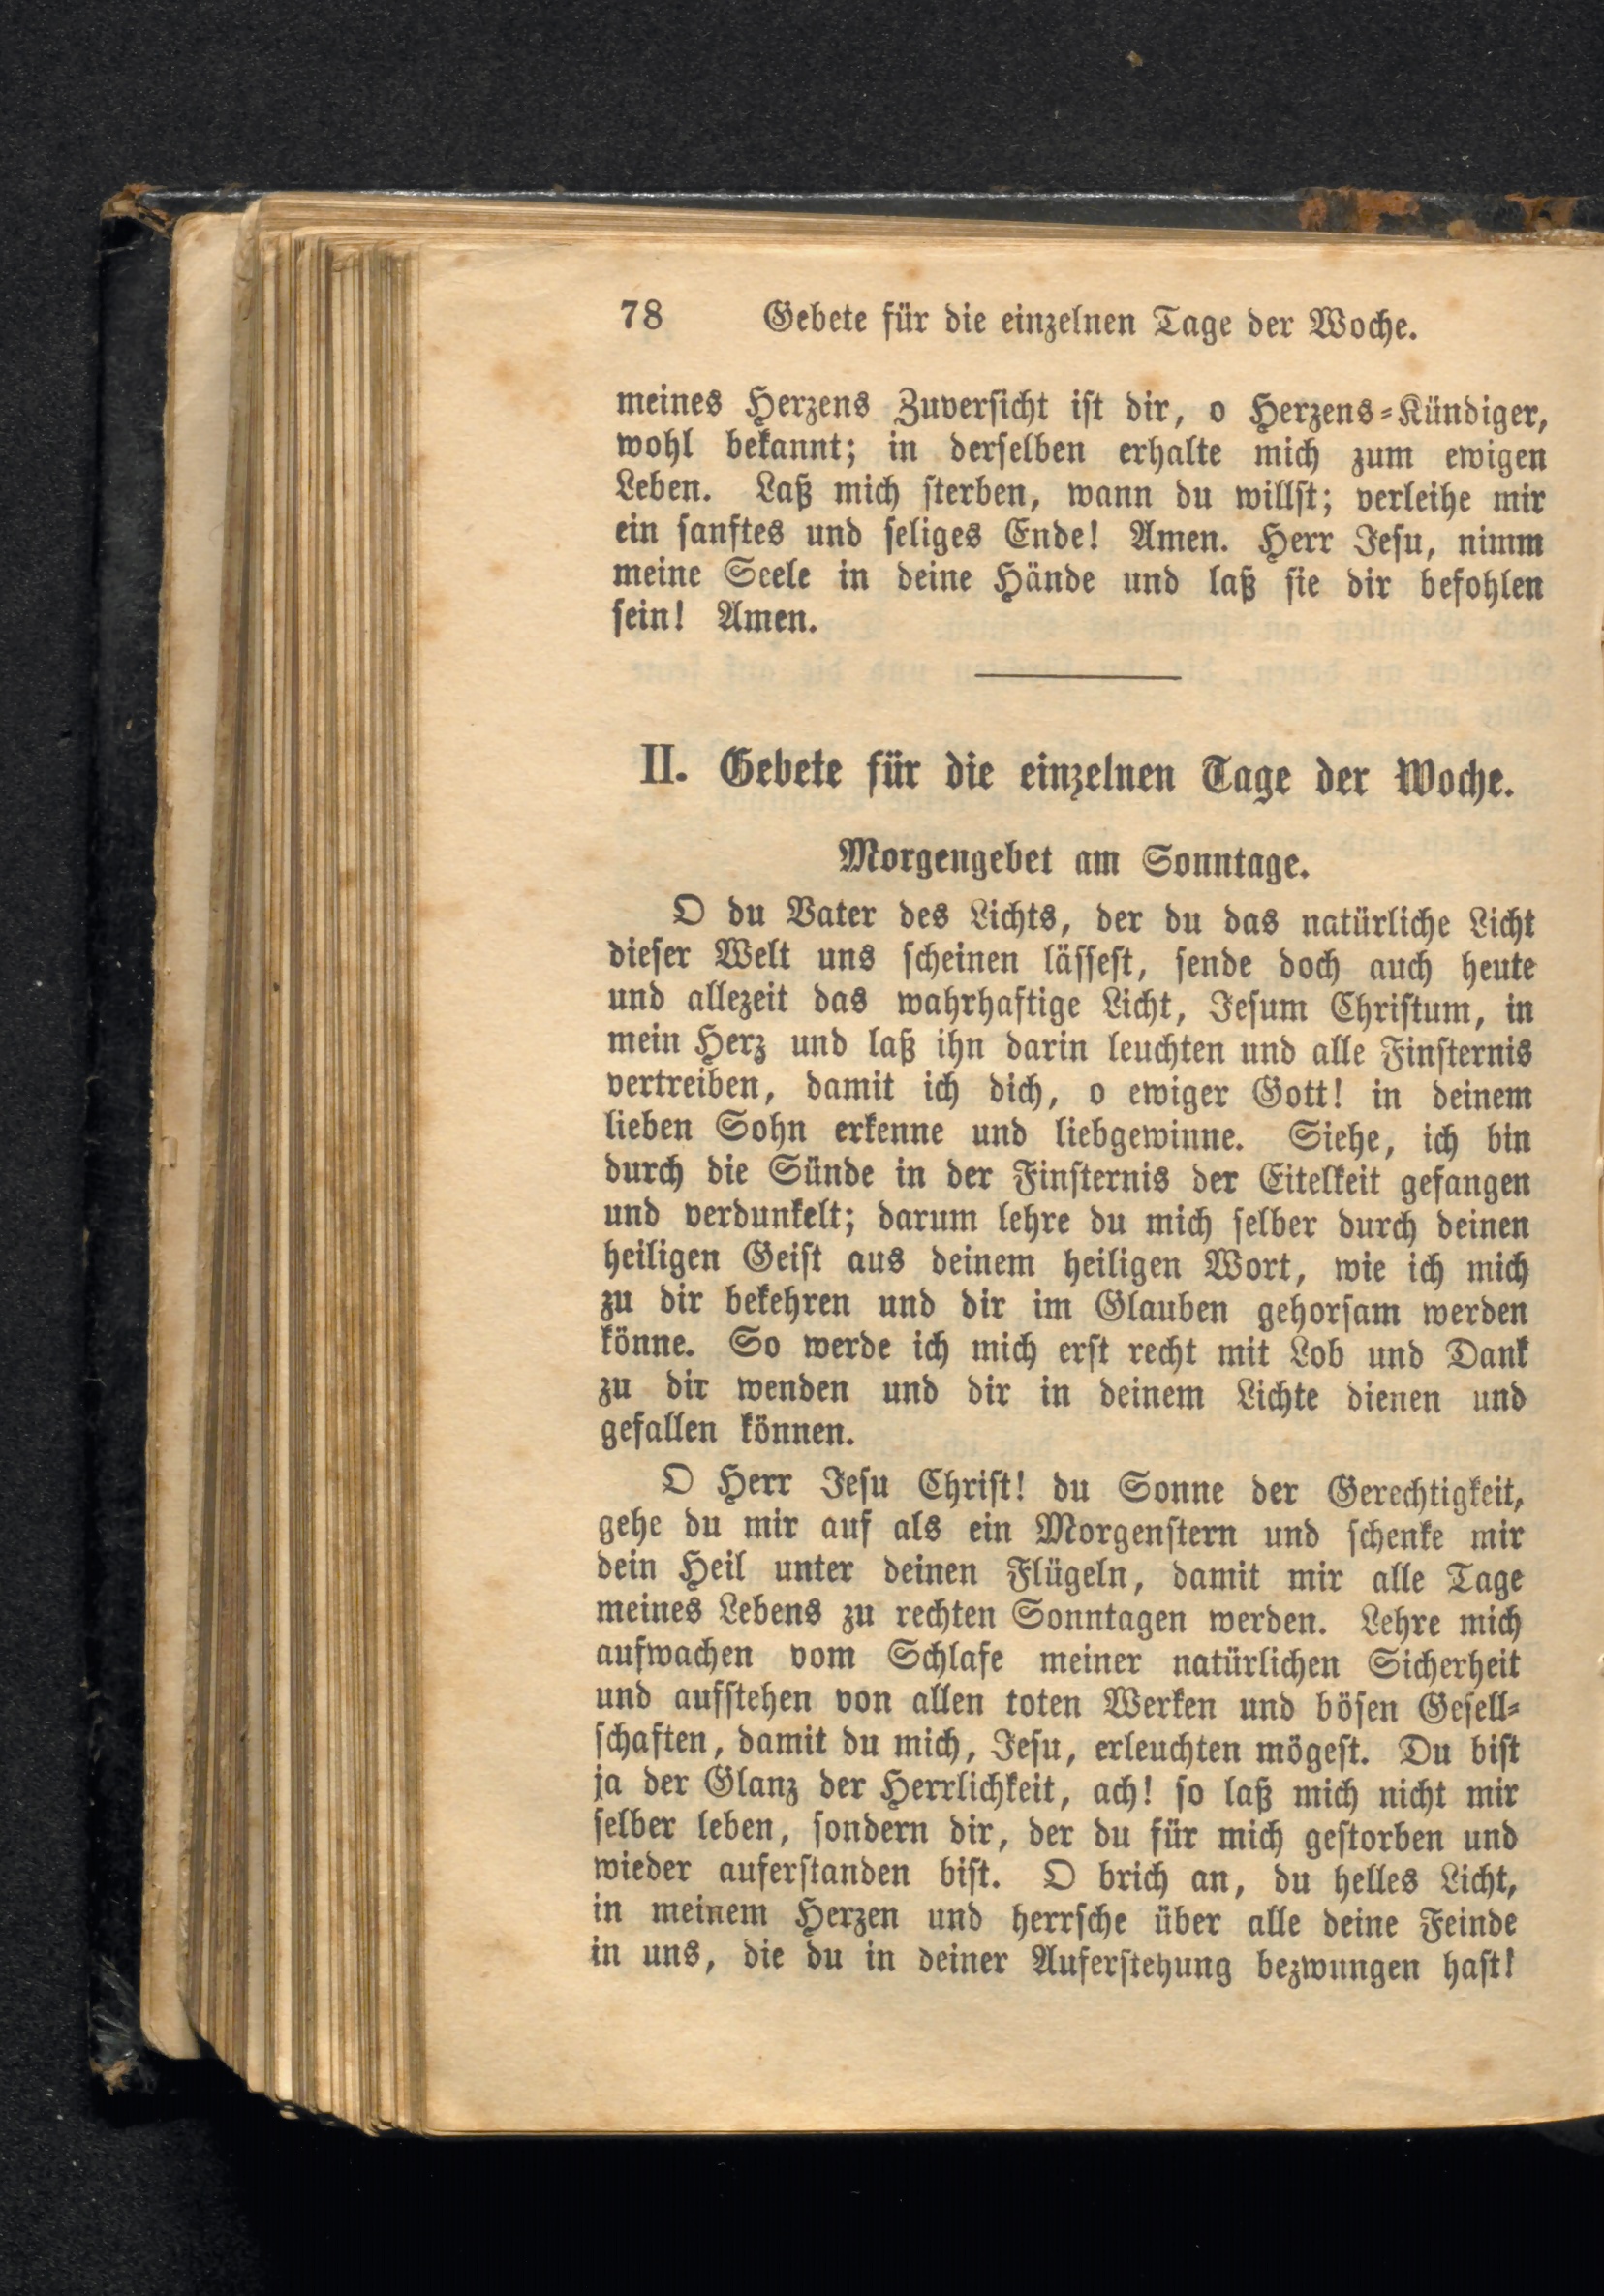 78 Gebete für die einzelnen Tage der Woche.
meines Herzens Zuversicht ist dir, o Herzens-Kündiger,
wohl bekannt; in derselben erhalte mich zum ewigen
Leben. Laß mich sterben, wann du willst; verleihe mir
ein sanftes und seliges Ende! Amen. Herr Jesu, nimm
meine Seele in deine Hände und laß sie dir befohlen
sein! Amen.
II. Gebete für die einzelnen Tage der Woche.
Morgengebet am Sonntage.
O du Vater des Lichts, der du das natürliche Licht
dieser Welt uns scheinen lässest, sende doch auch heute
und allezeit das wahrhaftige Licht, Jesum Christum, in
mein Herz und laß ihn darin leuchten und alle Finsternis
vertreiben, damit ich dich, o ewiger Gott! in deinem
lieben Sohn erkenne und liebgewinne. Siehe, ich bin
durch die Sünde in der Finsternis der Eitelkeit gefangen
und verdunkelt; darum lehre du mich selber durch deinen
heiligen Geist aus deinem heiligen Wort, wie ich mich
zu dir bekehren und dir im Glauben gehorsam werden
könne. So werde ich mich erst recht mit Lob und Dank
zu dir wenden und dir in deinem Lichte dienen und
gefallen können.
O Herr Jesu Christ! du Sonne der Gerechtigkeit,
gehe du mir auf als ein Morgenstern und schenke mir
dein Heil unter deinen Flügeln, damit mir alle Tage
meines Lebens zu rechten Sonntagen werden. Lehre mich
aufwachen vom Schlafe meiner natürlichen Sicherheit
und aufstehen von allen toten Werken und bösen Gesell-
schaften, damit du mich, Jesu, erleuchten mögest. Du bist
ja der Glanz der Herrlichkeit, ach! so laß mich nicht mir
selber leben, sondern dir, der du für mich gestorben und
wieder auferstanden bist. O brich an, du helles Licht,
in meinem Herzen und herrsche über alle deine Feinde
in uns, die du in deiner Auferstehung bezwungen hast!